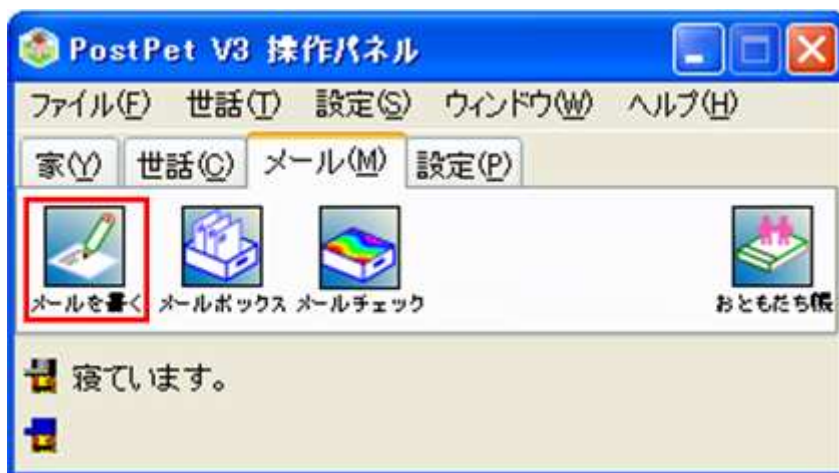 PostPet V3 操作パネル
ファイル(F) 世話(T) 設定(S) ウィンドウ(W) ヘルプ(H)
家(Y) 世話(C) メール(M) 設定(P)
メールを書く メールボックス メールチェック おともだち帳
寝ています。